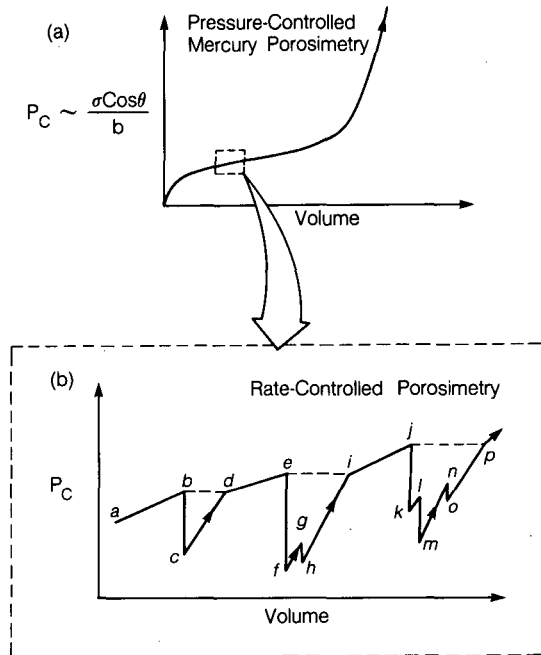 (a)
Pressure-Controlled
Mercury Porosimetry
P_C ~ σCosθ / b
Volume
(b)
Rate-Controlled Porosimetry
P_C
a
b
c
d
e
f
g
h
i
j
k
l
m
n
o
p
Volume